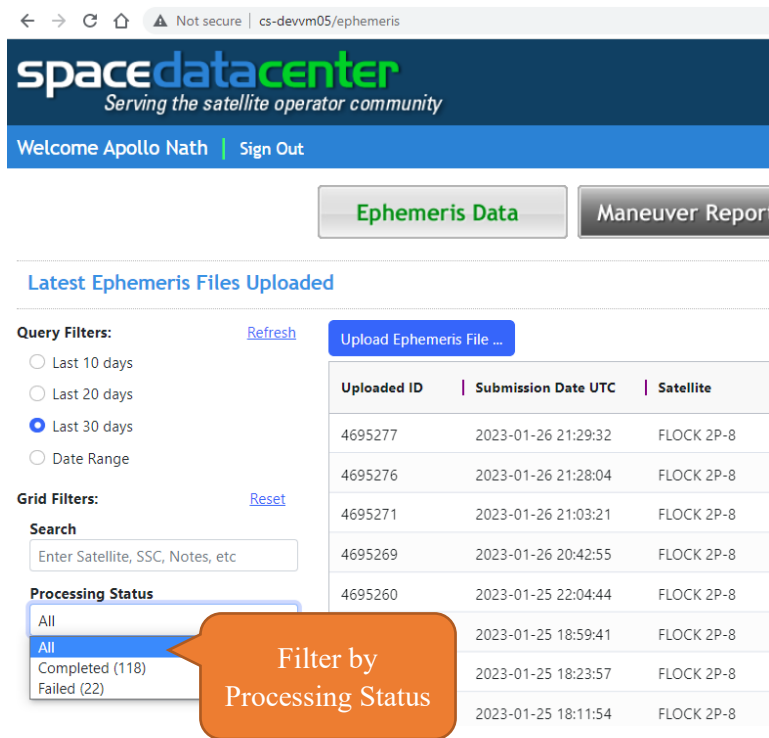 Not secure | cs-devvm05/ephemeris
spacedatacenter
Serving the satellite operator community
Welcome Apollo Nath | Sign Out
Ephemeris Data
Maneuver Report
Latest Ephemeris Files Uploaded
Query Filters: Refresh
Last 10 days
Last 20 days
Last 30 days
Date Range
Grid Filters: Reset
Search
Enter Satellite, SSC, Notes, etc
Processing Status
All
All
Completed (118)
Failed (22)
Filter by
Processing Status
Upload Ephemeris File ...
Uploaded ID Submission Date UTC Satellite
4695277 2023-01-26 21:29:32 FLOCK 2P-8
4695276 2023-01-26 21:28:04 FLOCK 2P-8
4695271 2023-01-26 21:03:21 FLOCK 2P-8
4695269 2023-01-26 20:42:55 FLOCK 2P-8
4695260 2023-01-25 22:04:44 FLOCK 2P-8
2023-01-25 18:59:41 FLOCK 2P-8
2023-01-25 18:23:57 FLOCK 2P-8
2023-01-25 18:11:54 FLOCK 2P-8